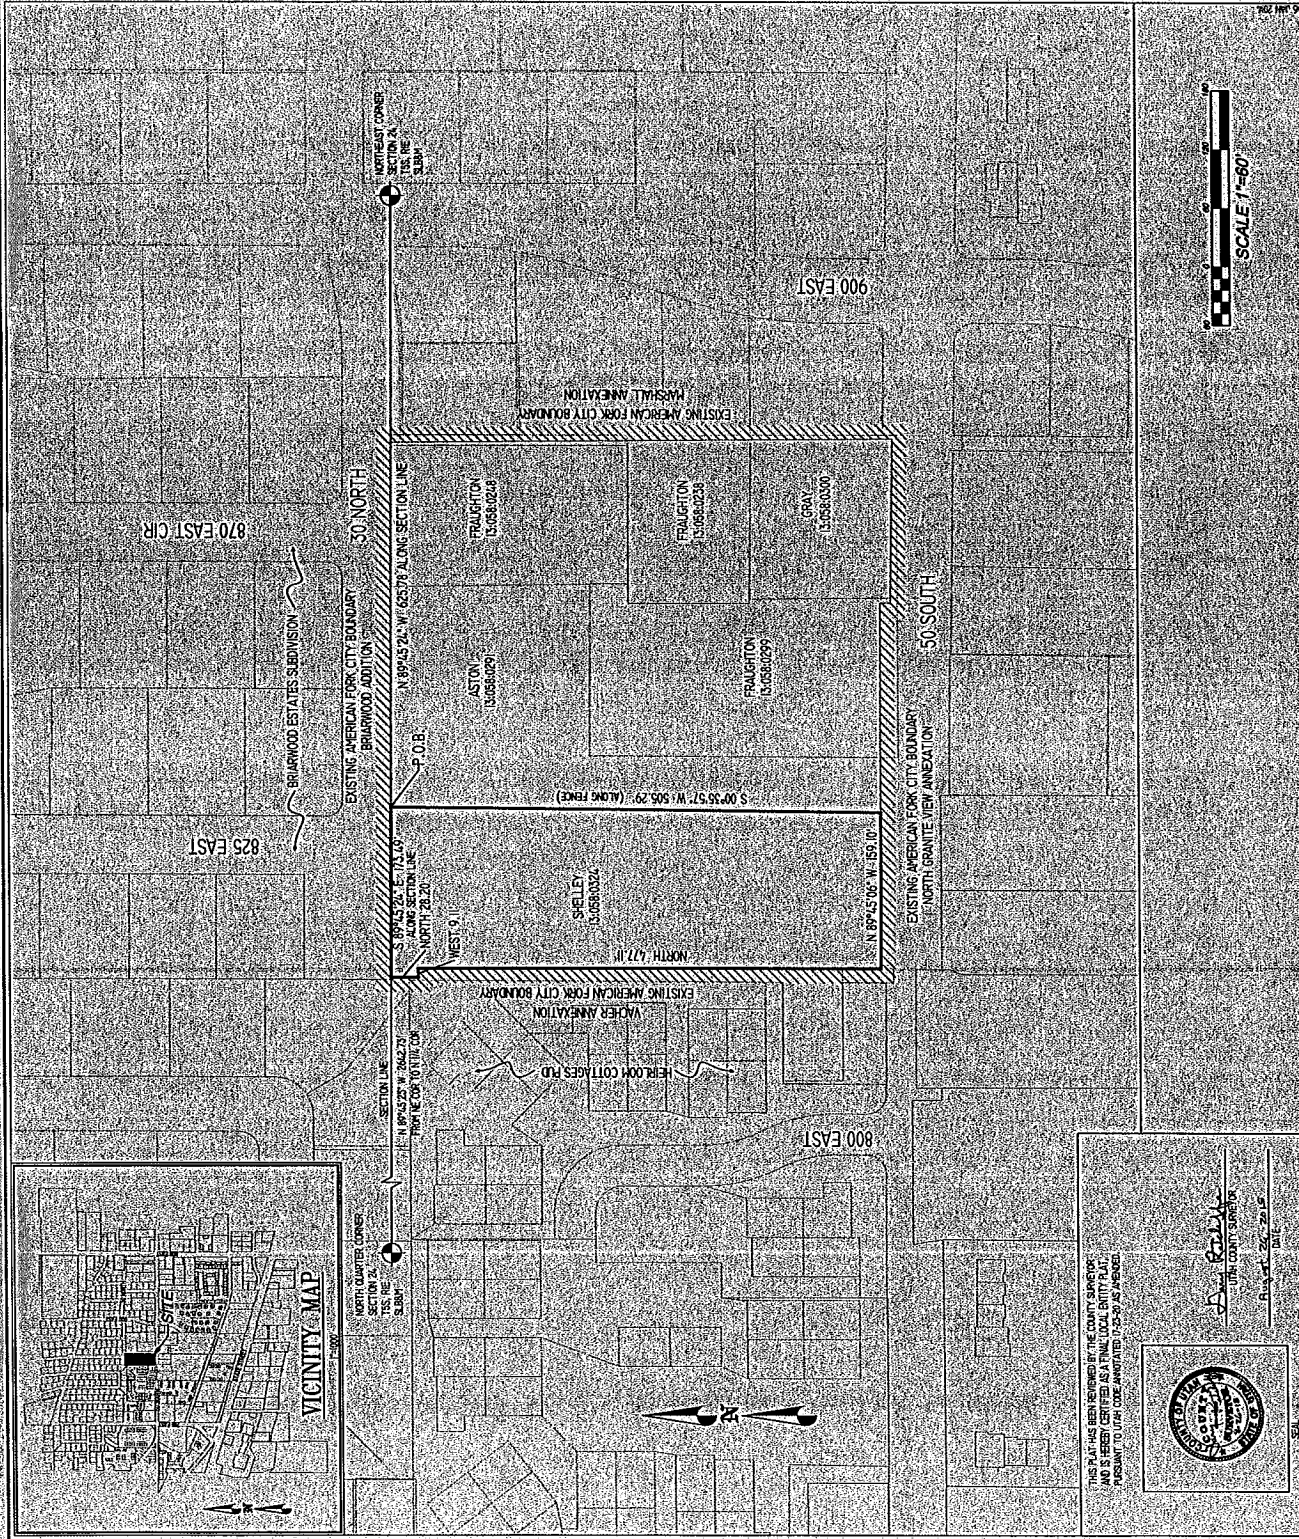 VICINITY MAP
SITE
NORTH QUARTER CORNER
SECTION 24,
SECTION LINE
N 89°45'23" W 2642.73'
825 EAST
BRIARWOOD ESTATES SUBDIVISION
870 EAST CIR
EXISTING AMERICAN FORK CITY BOUNDARY
BRIARWOOD ADDITION
30 NORTH
NORTHEAST CORNER
SECTION 24,
S 89°45'24" E 173.49'
ALONG SECTION LINE
NORTH 28.20'
WEST 9.11'
P.O.B.
N 89°45'24" W 625.78' ALONG SECTION LINE
VACHER ANNEXATION
EXISTING AMERICAN FORK CITY BOUNDARY
HEIRLOOM COTTAGES PUD
NORTH 477.11'
SHELLEY
13:058:0324
S 00°35'57" W 505.29' (ALONG FENCE)
N 89°45'06" W 159.10'
ASTON
13:058:0291
FRAUGHTON
13:058:0248
FRAUGHTON
13:058:0299
FRAUGHTON
13:058:0238
GRAY
13:058:0300
EXISTING AMERICAN FORK CITY BOUNDARY
MARSHALL ANNEXATION
900 EAST
800 EAST
EXISTING AMERICAN FORK CITY BOUNDARY
NORTH GRANITE VIEW ANNEXATION
50 SOUTH
THIS PLAT HAS BEEN REVIEWED BY THE COUNTY SURVEYOR
AND IS HEREBY CERTIFIED AS A FINAL LOCAL ENTITY PLAT,
PURSUANT TO UTAH CODE ANNOTATED 17-23-20 AS AMENDED.
UTAH COUNTY SURVEYOR
DATE
SEAL
SCALE 1"=60'